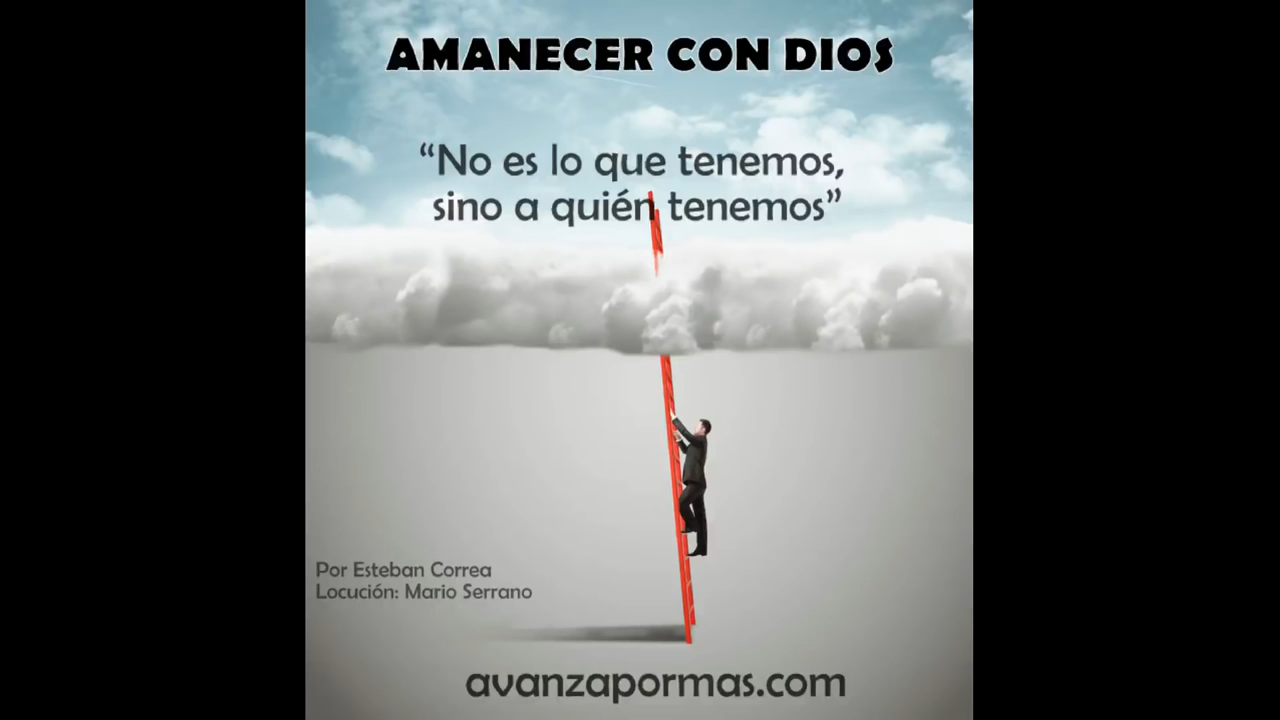 AMANECER CON DIOS
“No es lo que tenemos,
sino a quién tenemos”
Por Esteban Correa
Locución: Mario Serrano
avanzapormas.com